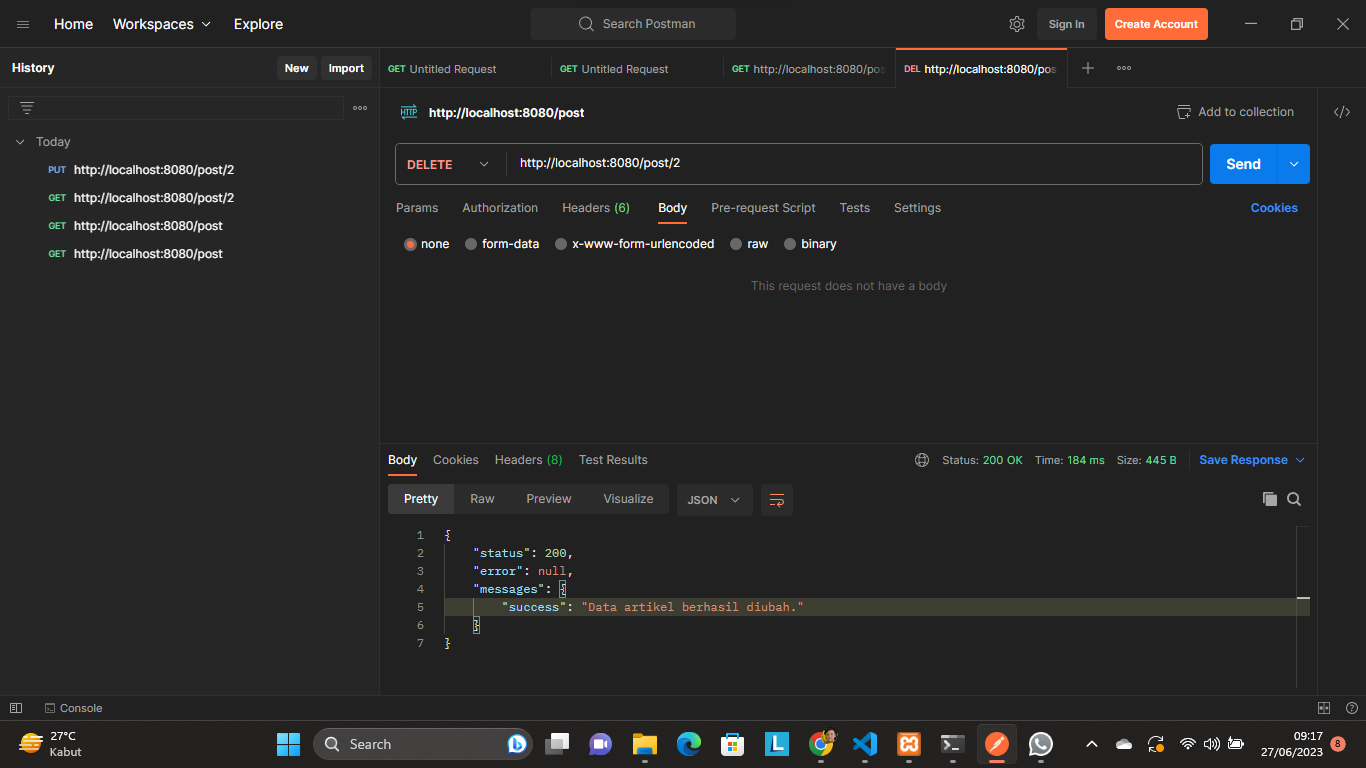 Home Workspaces Explore Search Postman Sign In Create Account
History New Import
GET Untitled Request GET Untitled Request GET http://localhost:8080/pos DEL http://localhost:8080/pos
HTTP http://localhost:8080/post Add to collection
Today
PUT http://localhost:8080/post/2
GET http://localhost:8080/post/2
GET http://localhost:8080/post
GET http://localhost:8080/post
DELETE http://localhost:8080/post/2 Send
Params Authorization Headers (6) Body Pre-request Script Tests Settings Cookies
none form-data x-www-form-urlencoded raw binary
This request does not have a body
Body Cookies Headers (8) Test Results Status: 200 OK Time: 184 ms Size: 445 B Save Response
Pretty Raw Preview Visualize JSON
1 {
2 "status": 200,
3 "error": null,
4 "messages": {
5 "success": "Data artikel berhasil diubah."
6 }
7 }
Console
27°C
Kabut
Search
L
09:17
27/06/2023
8